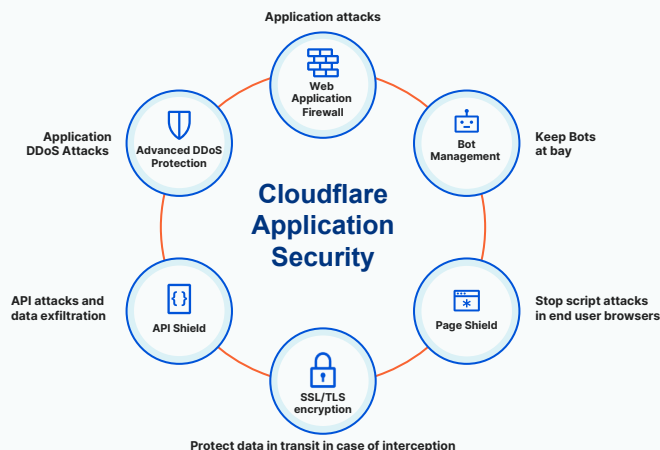 Application attacks
Web
Application
Firewall
Application
DDoS Attacks
Advanced DDoS
Protection
Bot
Management
Keep Bots
at bay
Cloudflare
Application
Security
API attacks and
data exfiltration
{ }
API Shield
*
Page Shield
Stop script attacks
in end user browsers
SSL/TLS
encryption
Protect data in transit in case of interception